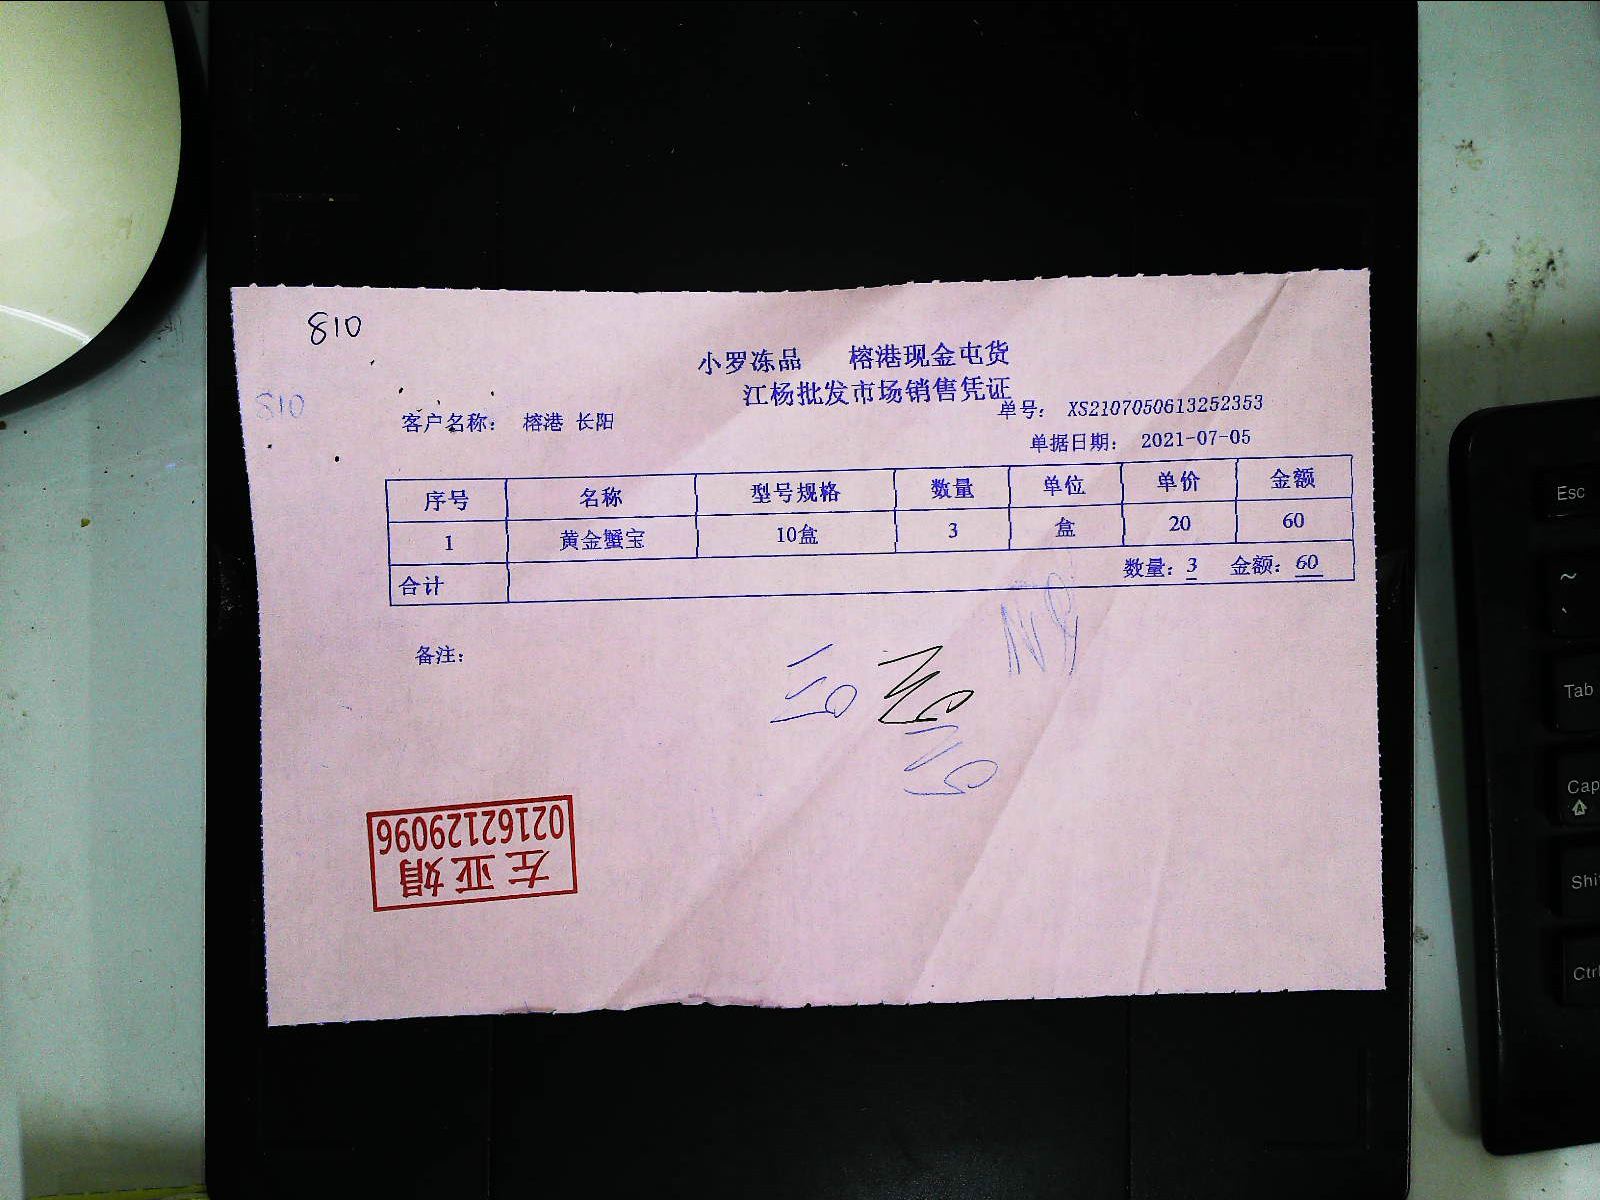 810
小罗冻品 榕港现金屯货
江杨批发市场销售凭证
810
客户名称： 榕港 长阳
单号： XS2107050613252353
单据日期： 2021-07-05
序号 名称 型号规格 数量 单位 单价 金额
1 黄金蟹宝 10盒 3 盒 20 60
合计 数量：3 金额：60
备注：
左亚娟
02162129096
Esc
~
`
Tab
Cap
Shi
Ctrl